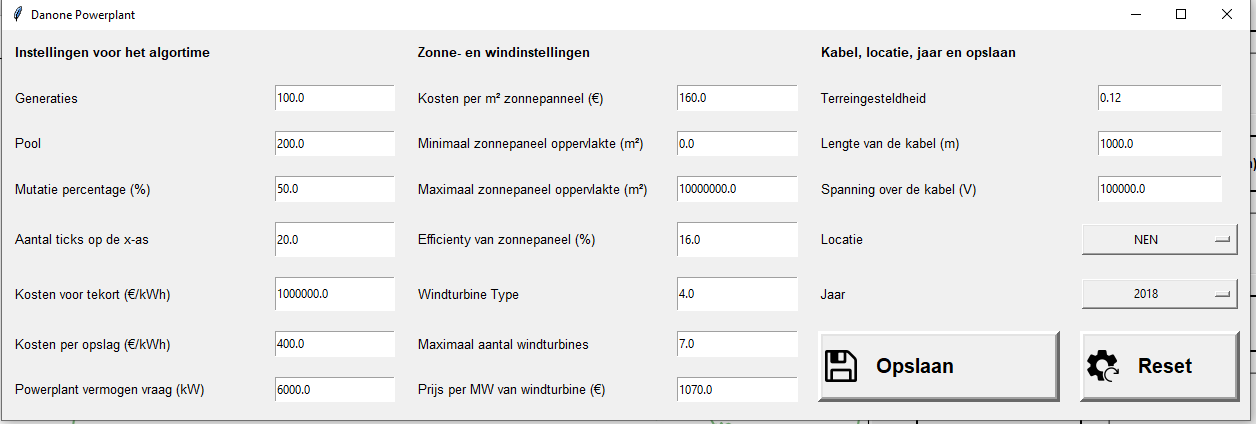 Danone Powerplant
Instellingen voor het algortime
Generaties 100.0
Pool 200.0
Mutatie percentage (%) 50.0
Aantal ticks op de x-as 20.0
Kosten voor tekort (€/kWh) 1000000.0
Kosten per opslag (€/kWh) 400.0
Powerplant vermogen vraag (kW) 6000.0
Zonne- en windinstellingen
Kosten per m² zonnepanneel (€) 160.0
Minimaal zonnepaneel oppervlakte (m²) 0.0
Maximaal zonnepaneel oppervlakte (m²) 10000000.0
Efficienty van zonnepaneel (%) 16.0
Windturbine Type 4.0
Maximaal aantal windturbines 7.0
Prijs per MW van windturbine (€) 1070.0
Kabel, locatie, jaar en opslaan
Terreingesteldheid 0.12
Lengte van de kabel (m) 1000.0
Spanning over de kabel (V) 100000.0
Locatie NEN
Jaar 2018
Opslaan Reset